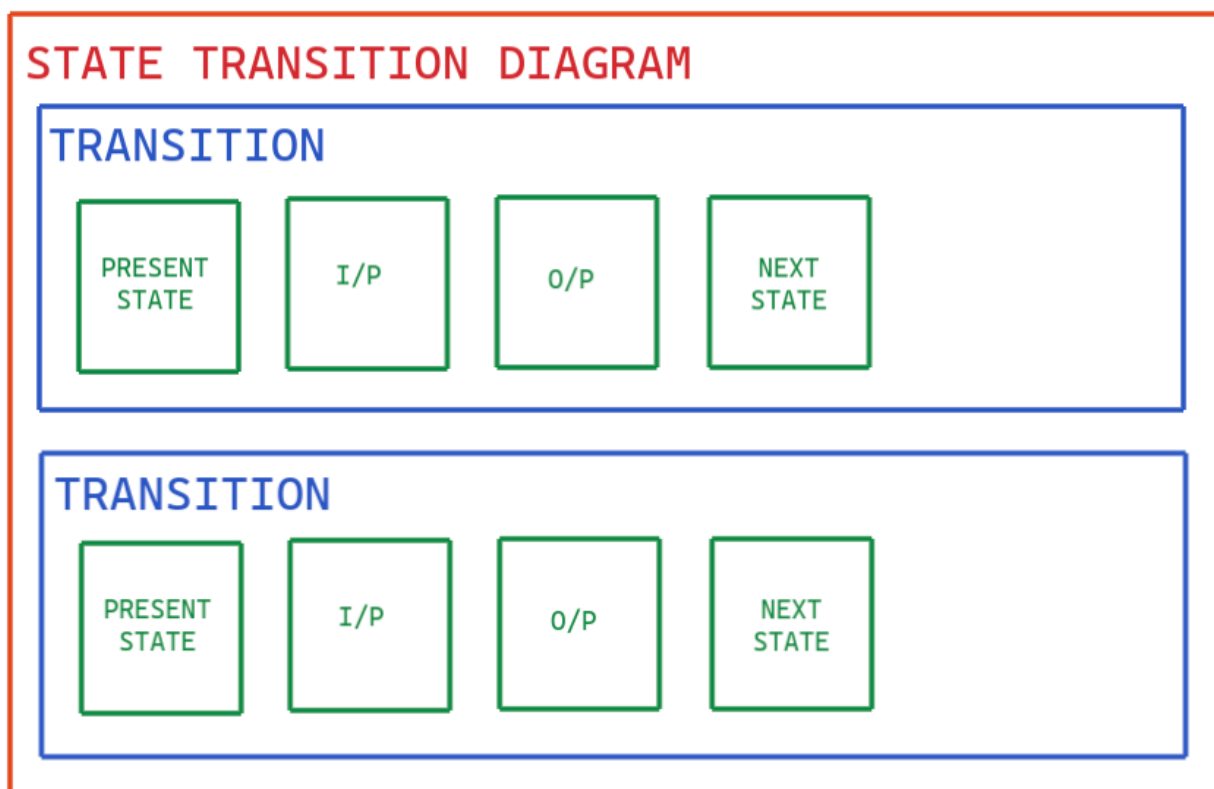 STATE TRANSITION DIAGRAM
TRANSITION
PRESENT
STATE
I/P
O/P
NEXT
STATE
TRANSITION
PRESENT
STATE
I/P
O/P
NEXT
STATE